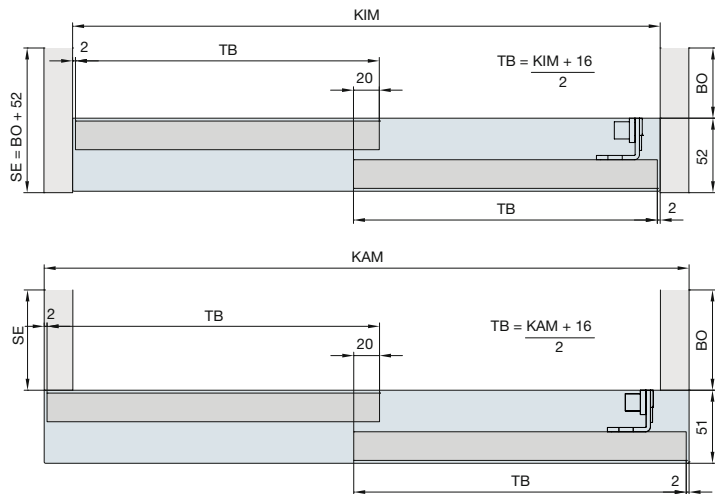 KIM
2
TB
20
TB = KIM + 16
2
BO
SE = BO + 52
52
TB
2
KAM
2
TB
20
TB = KAM + 16
2
SE
BO
51
TB
2